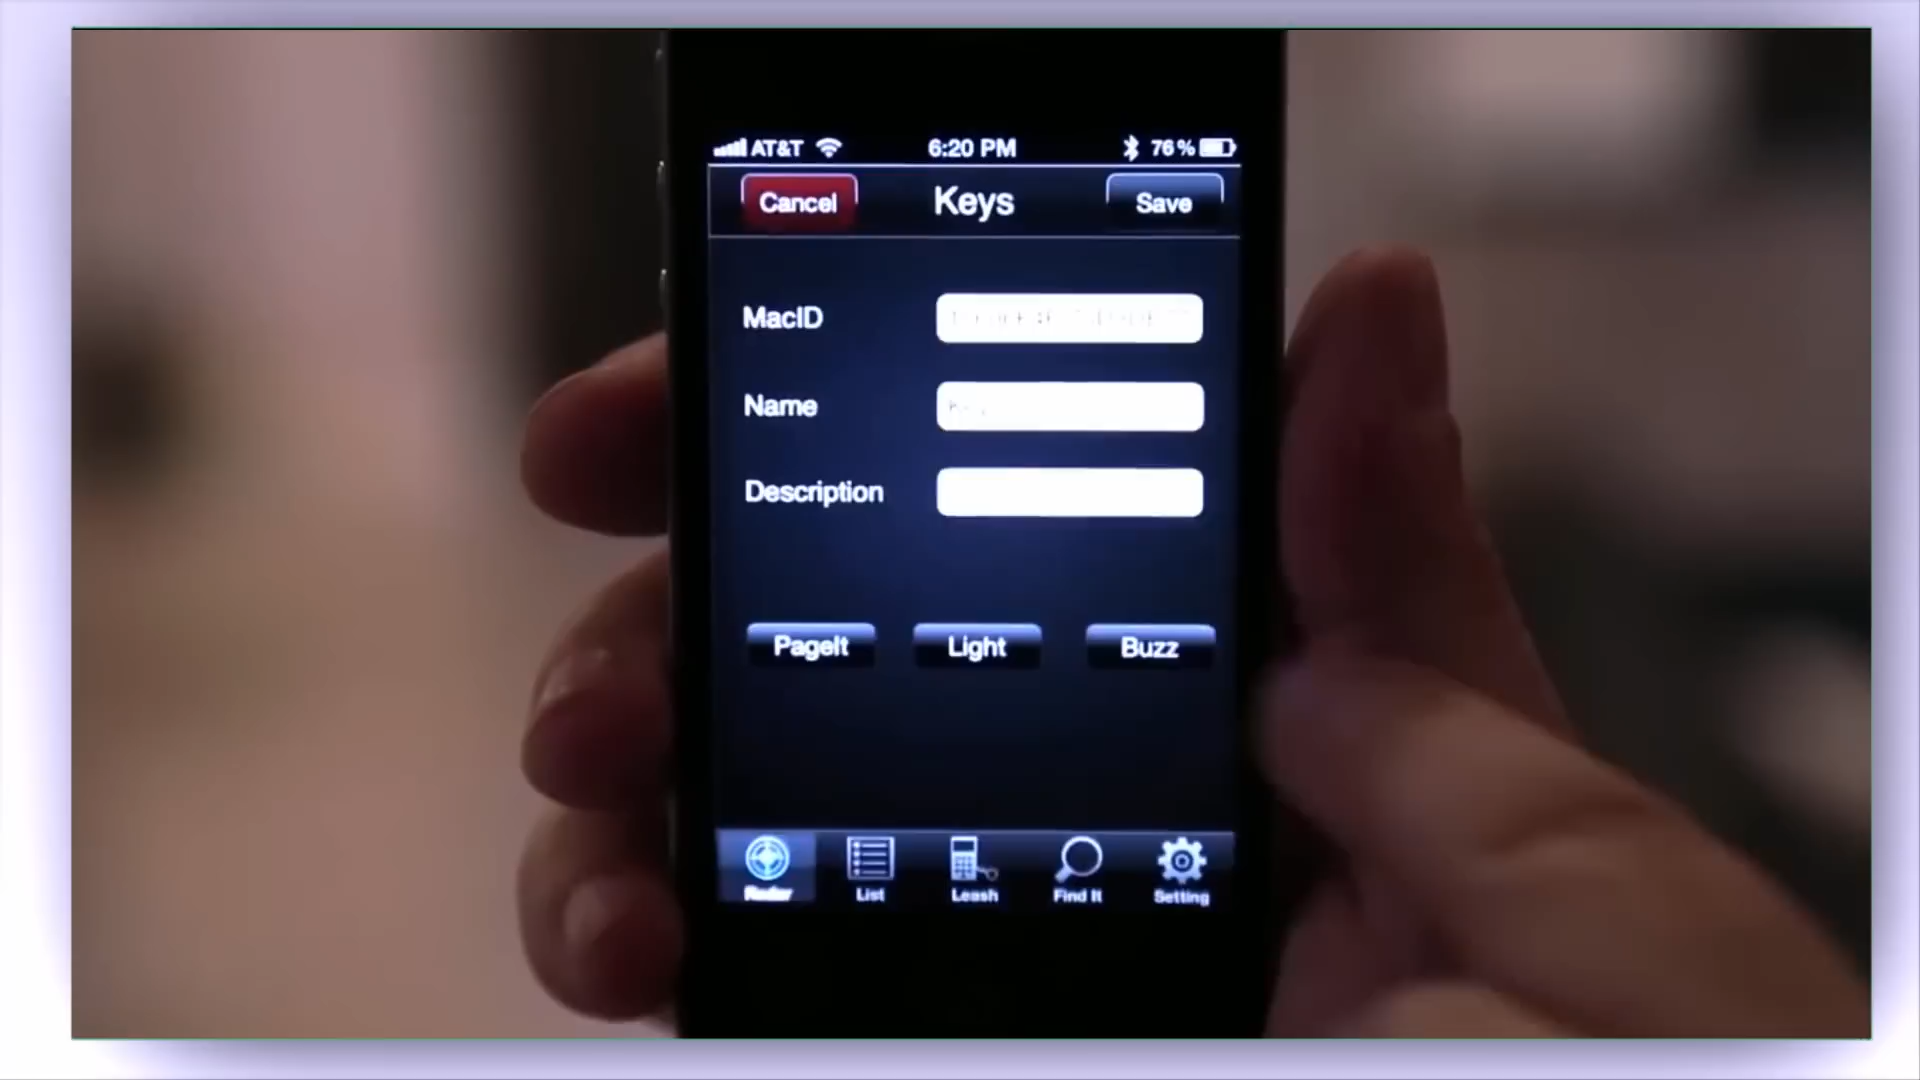 AT&T 6:20 PM 76%
Cancel Keys Save
MacID
Name
Description
PageIt Light Buzz
Radar List Leash Find It Setting